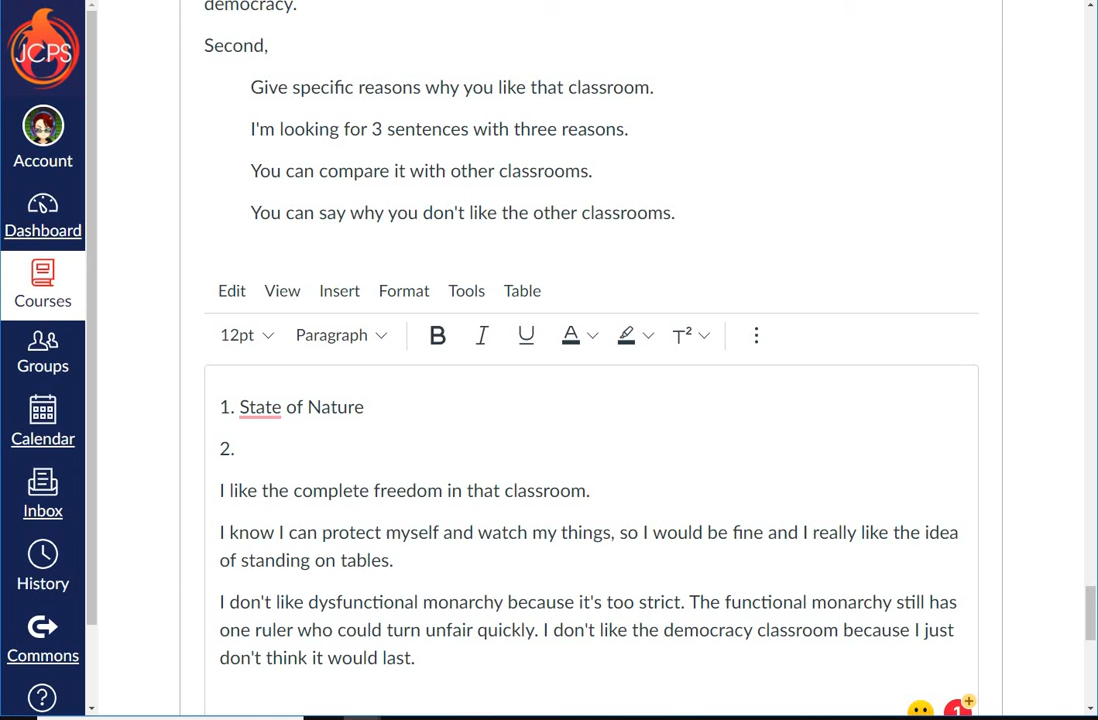 democracy.
Second,
Give specific reasons why you like that classroom.
I'm looking for 3 sentences with three reasons.
You can compare it with other classrooms.
You can say why you don't like the other classrooms.
JCPS
Account
Dashboard
Courses
Groups
Calendar
Inbox
History
Commons
?
Edit View Insert Format Tools Table
12pt Paragraph B I U A T²
1. State of Nature
2.
I like the complete freedom in that classroom.
I know I can protect myself and watch my things, so I would be fine and I really like the idea
of standing on tables.
I don't like dysfunctional monarchy because it's too strict. The functional monarchy still has
one ruler who could turn unfair quickly. I don't like the democracy classroom because I just
don't think it would last.
1
+